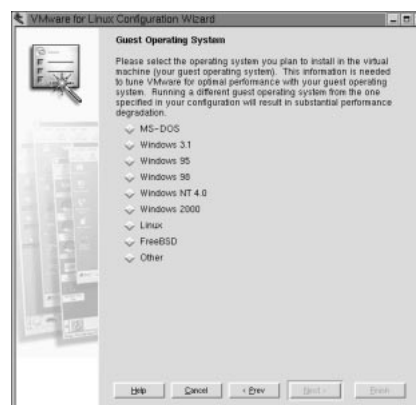 VMware for Linux Configuration Wizard
Guest Operating System
Please select the operating system you plan to install in the virtual
machine (your guest operating system). This information is needed
to tune VMware for optimal performance with your guest operating
system. Running a different guest operating system from the one
specified in your configuration will result in substantial performance
degradation.
MS-DOS
Windows 3.1
Windows 95
Windows 98
Windows NT 4.0
Windows 2000
Linux
FreeBSD
Other
Help Cancel < Prev Next > Finish